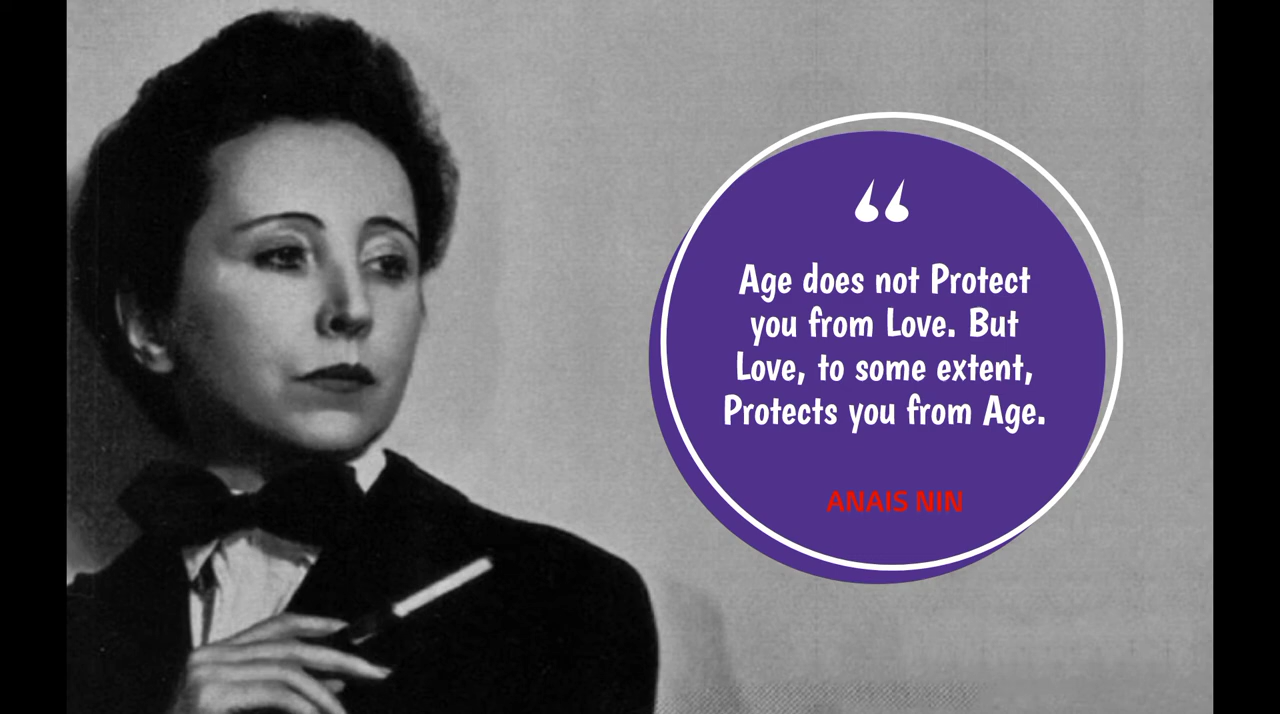 “
Age does not Protect
you from Love. But
Love, to some extent,
Protects you from Age.
ANAIS NIN